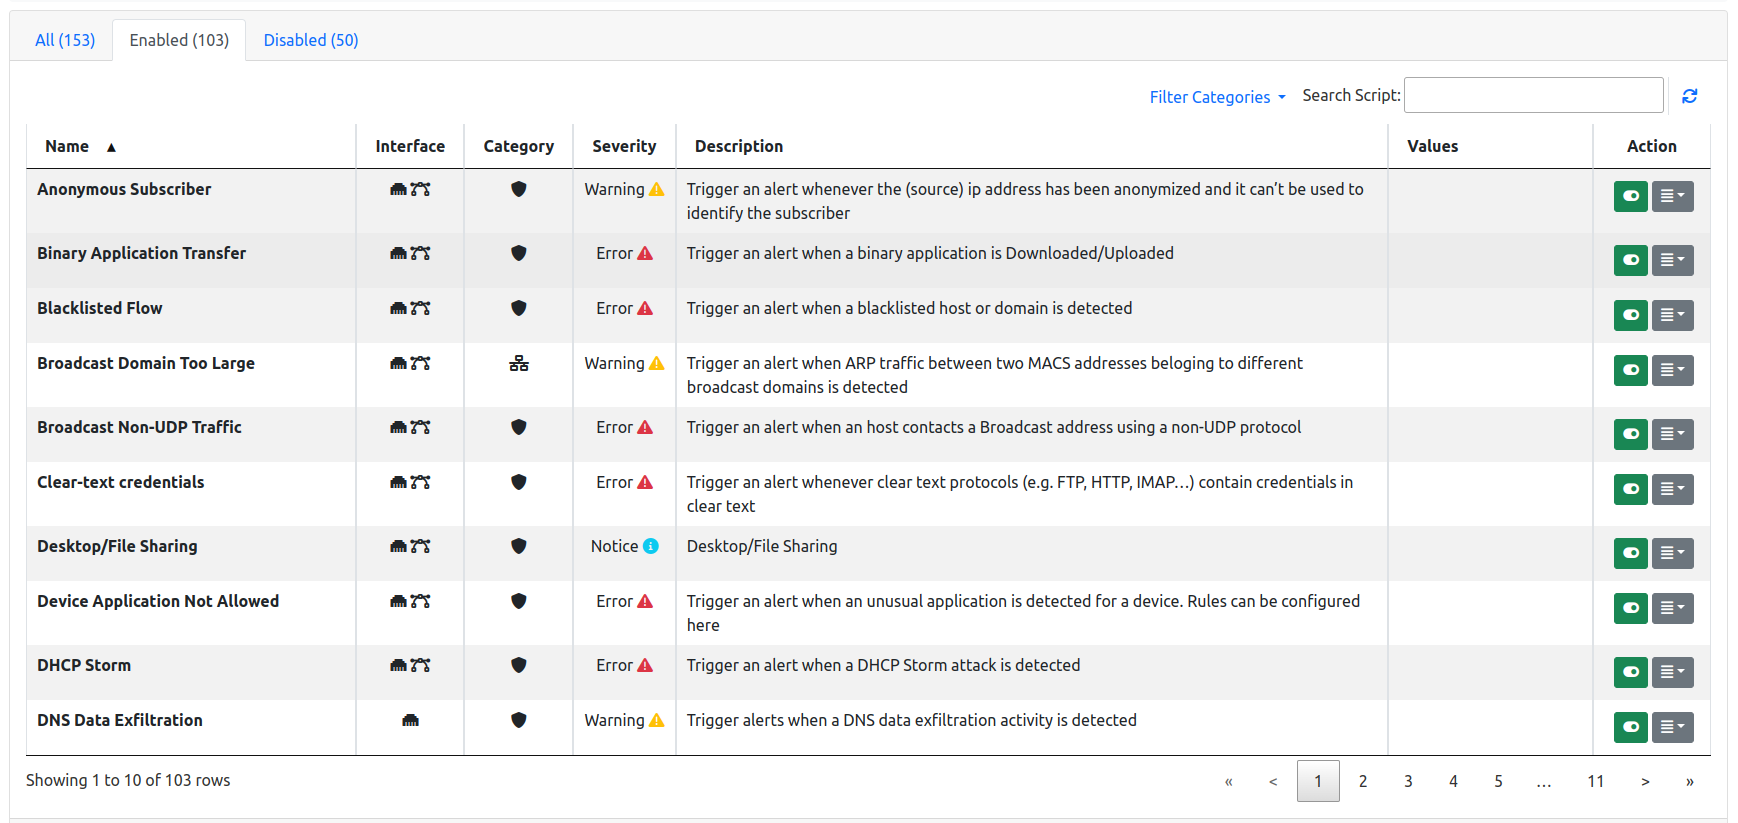 All (153) Enabled (103) Disabled (50)
Filter Categories Search Script:
Name ▲ Interface Category Severity Description Values Action
Anonymous Subscriber Warning Trigger an alert whenever the (source) ip address has been anonymized and it can’t be used to
identify the subscriber
Binary Application Transfer Error Trigger an alert when a binary application is Downloaded/Uploaded
Blacklisted Flow Error Trigger an alert when a blacklisted host or domain is detected
Broadcast Domain Too Large Warning Trigger an alert when ARP traffic between two MACS addresses beloging to different
broadcast domains is detected
Broadcast Non-UDP Traffic Error Trigger an alert when an host contacts a Broadcast address using a non-UDP protocol
Clear-text credentials Error Trigger an alert whenever clear text protocols (e.g. FTP, HTTP, IMAP…) contain credentials in
clear text
Desktop/File Sharing Notice Desktop/File Sharing
Device Application Not Allowed Error Trigger an alert when an unusual application is detected for a device. Rules can be configured
here
DHCP Storm Error Trigger an alert when a DHCP Storm attack is detected
DNS Data Exfiltration Warning Trigger alerts when a DNS data exfiltration activity is detected
Showing 1 to 10 of 103 rows « < 1 2 3 4 5 … 11 > »